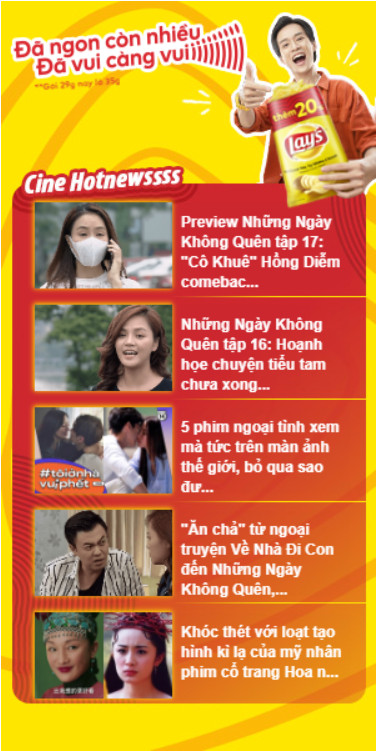 Đã ngon còn nhiều
Đã vui càng vuiiiiii
**Gói 29g nay là 35g
thêm 20
Lay's
Cine Hotnewssss
Preview Những Ngày
Không Quên tập 17:
"Cô Khuê" Hồng Diễm
comebac...
Những Ngày Không
Quên tập 16: Hoạnh
họe chuyện tiểu tam
chưa xong...
5 phim ngoại tình xem
mà tức trên màn ảnh
thế giới, bỏ qua sao
đư...
#tôiởnhà
vuiphết
"Ăn chả" từ ngoại
truyện Về Nhà Đi Con
đến Những Ngày
Không Quên,...
Khóc thét với loạt tạo
hình kì lạ của mỹ nhân
phim cổ trang Hoa n...